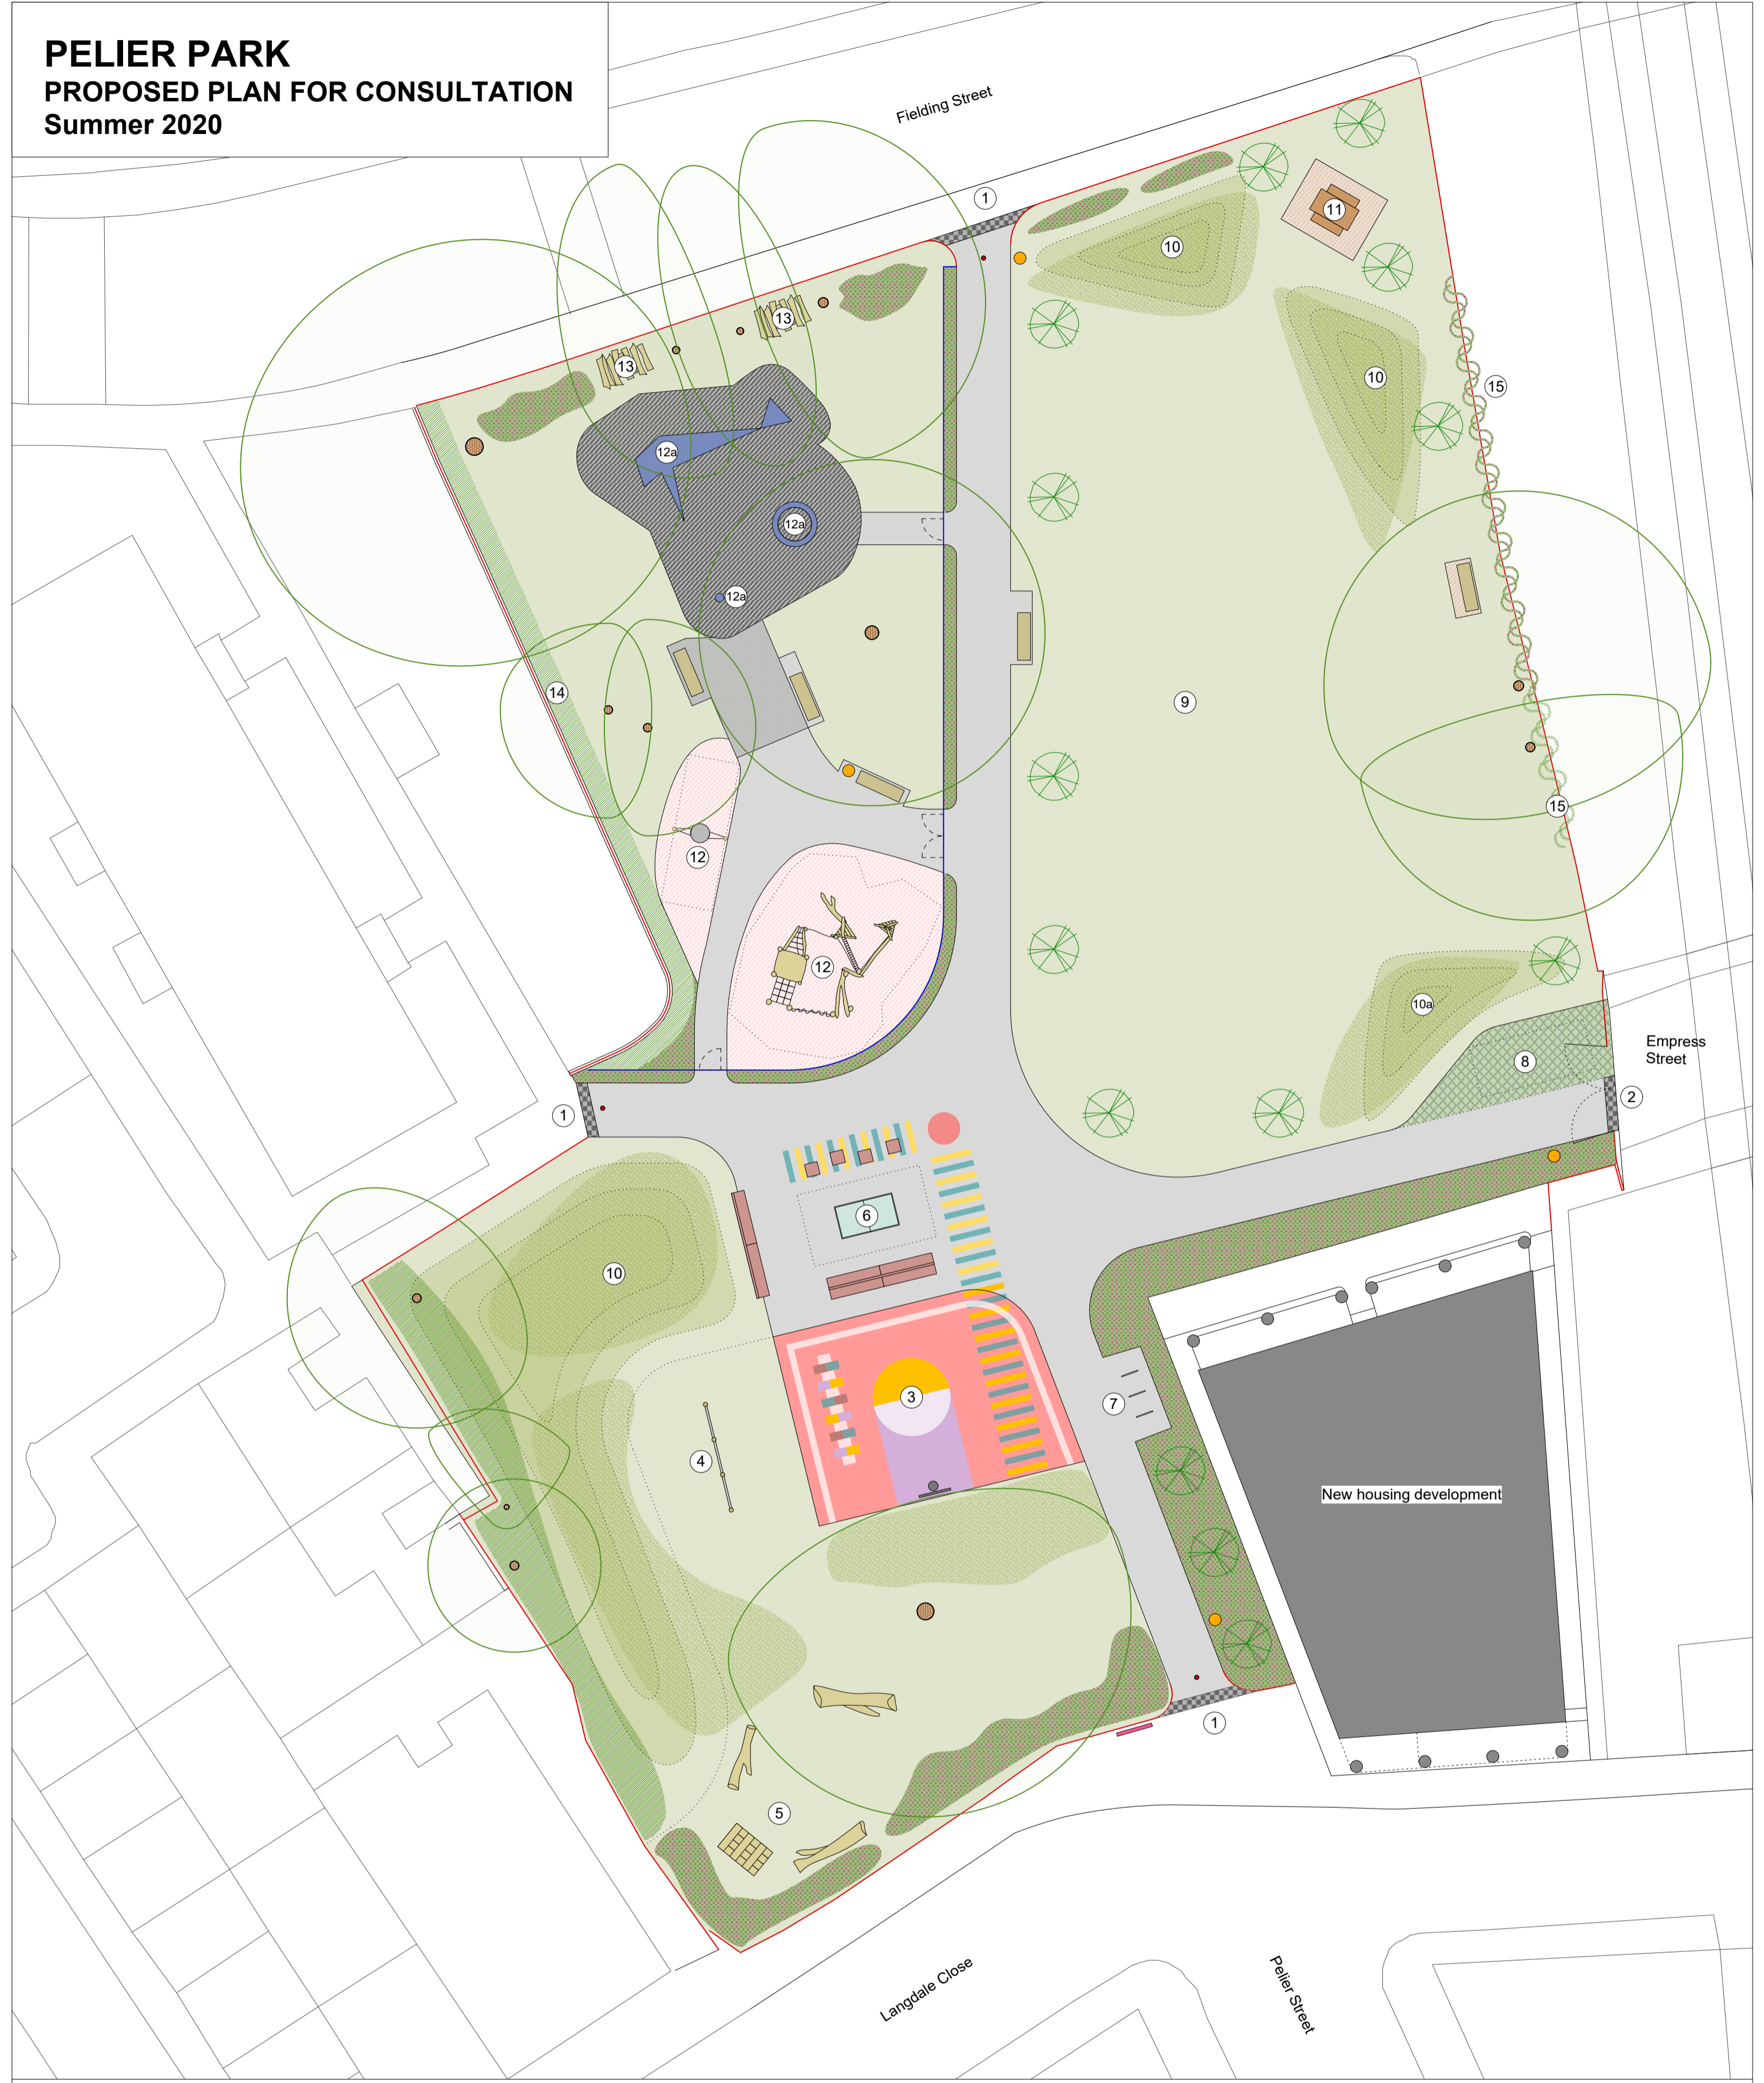 PELIER PARK
PROPOSED PLAN FOR CONSULTATION
Summer 2020
Fielding Street
1
11
10
13
13
10
15
12a
12a
12a
14
9
15
12
12
10a
8
Empress
Street
2
1
6
10
3
7
4
New housing development
1
5
Langdale Close
Pelier Street